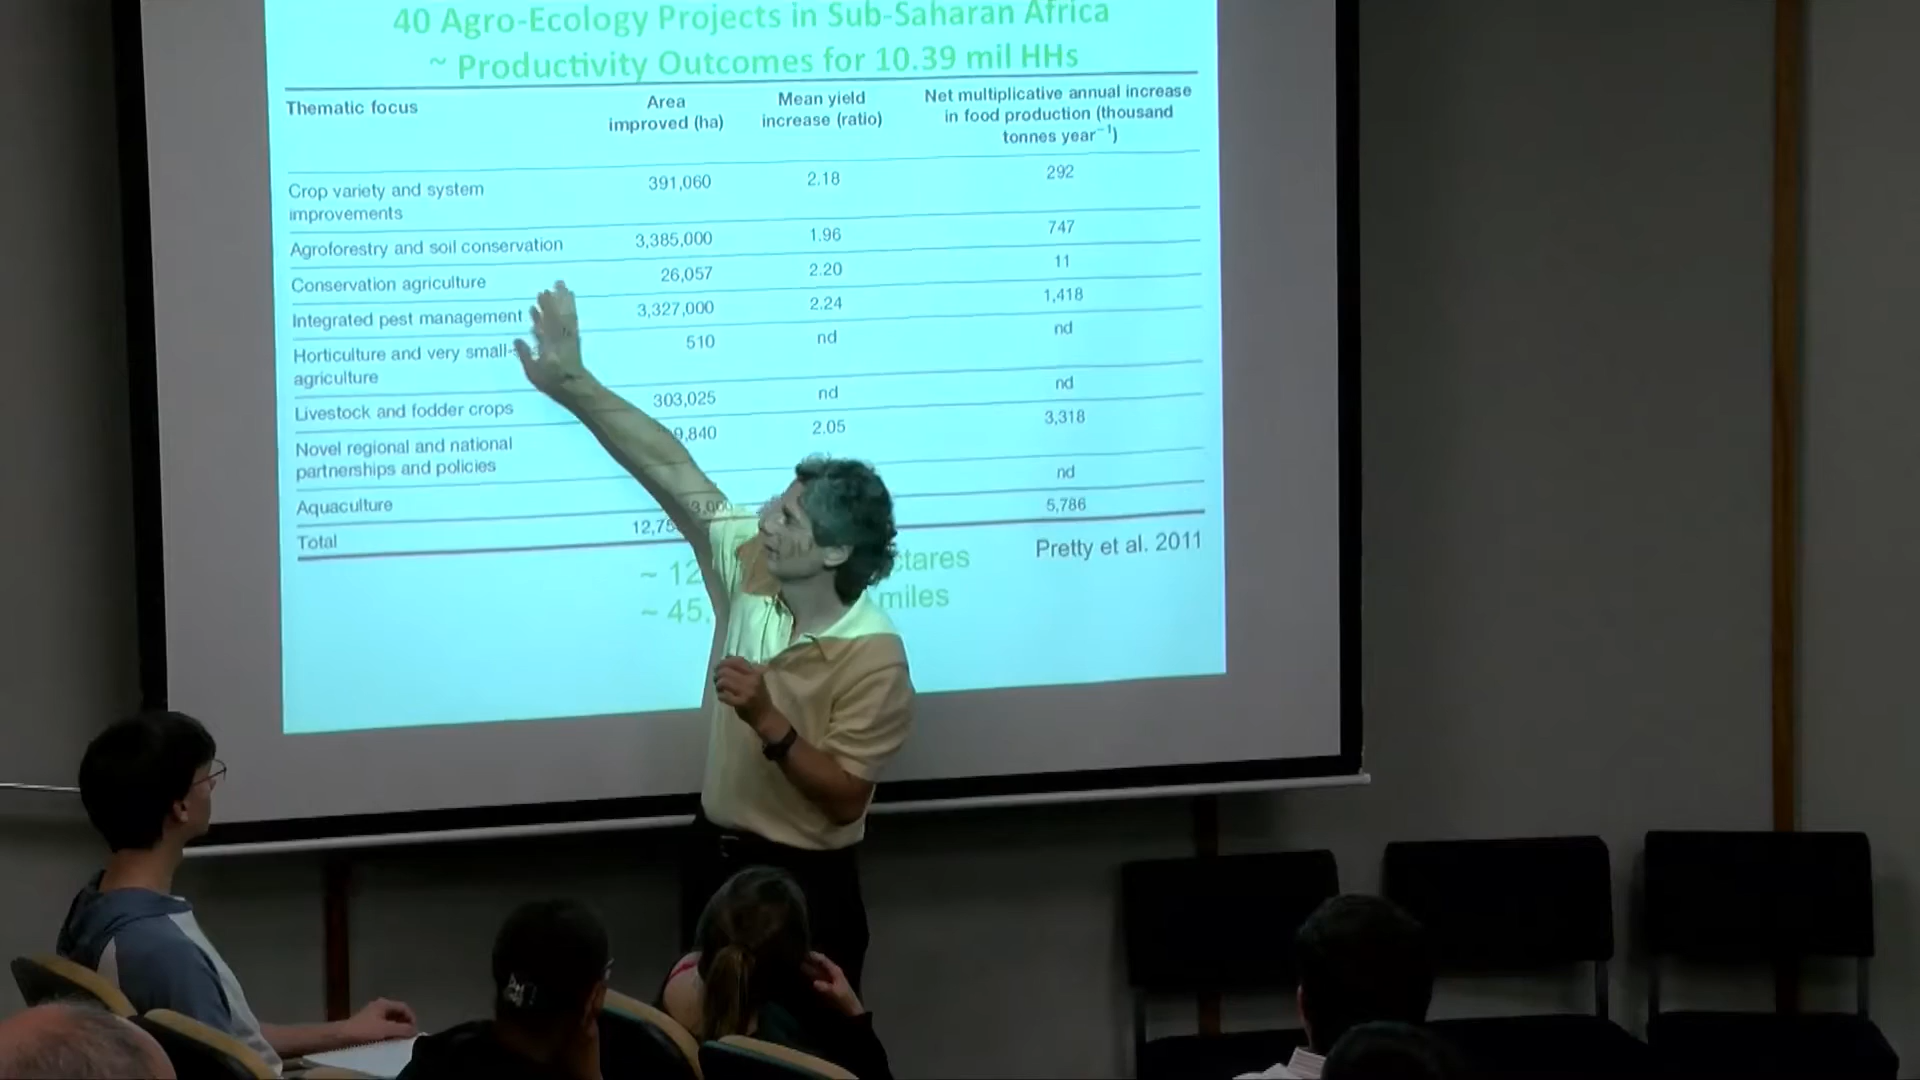 40 Agro-Ecology Projects in Sub-Saharan Africa
~ Productivity Outcomes for 10.39 mil HHs
Thematic focus Area improved (ha) Mean yield increase (ratio) Net multiplicative annual increase in food production (thousand tonnes year⁻¹)
Crop variety and system improvements 391,060 2.18 292
Agroforestry and soil conservation 3,385,000 1.96 747
Conservation agriculture 26,057 2.20 11
Integrated pest management 3,327,000 2.24 1,418
Horticulture and very small- agriculture 510 nd nd
Livestock and fodder crops 303,025 nd nd
Novel regional and national partnerships and policies 9,840 2.05 3,318
Aquaculture nd
Total 5,786
Pretty et al. 2011
~ 12
~ 45, miles